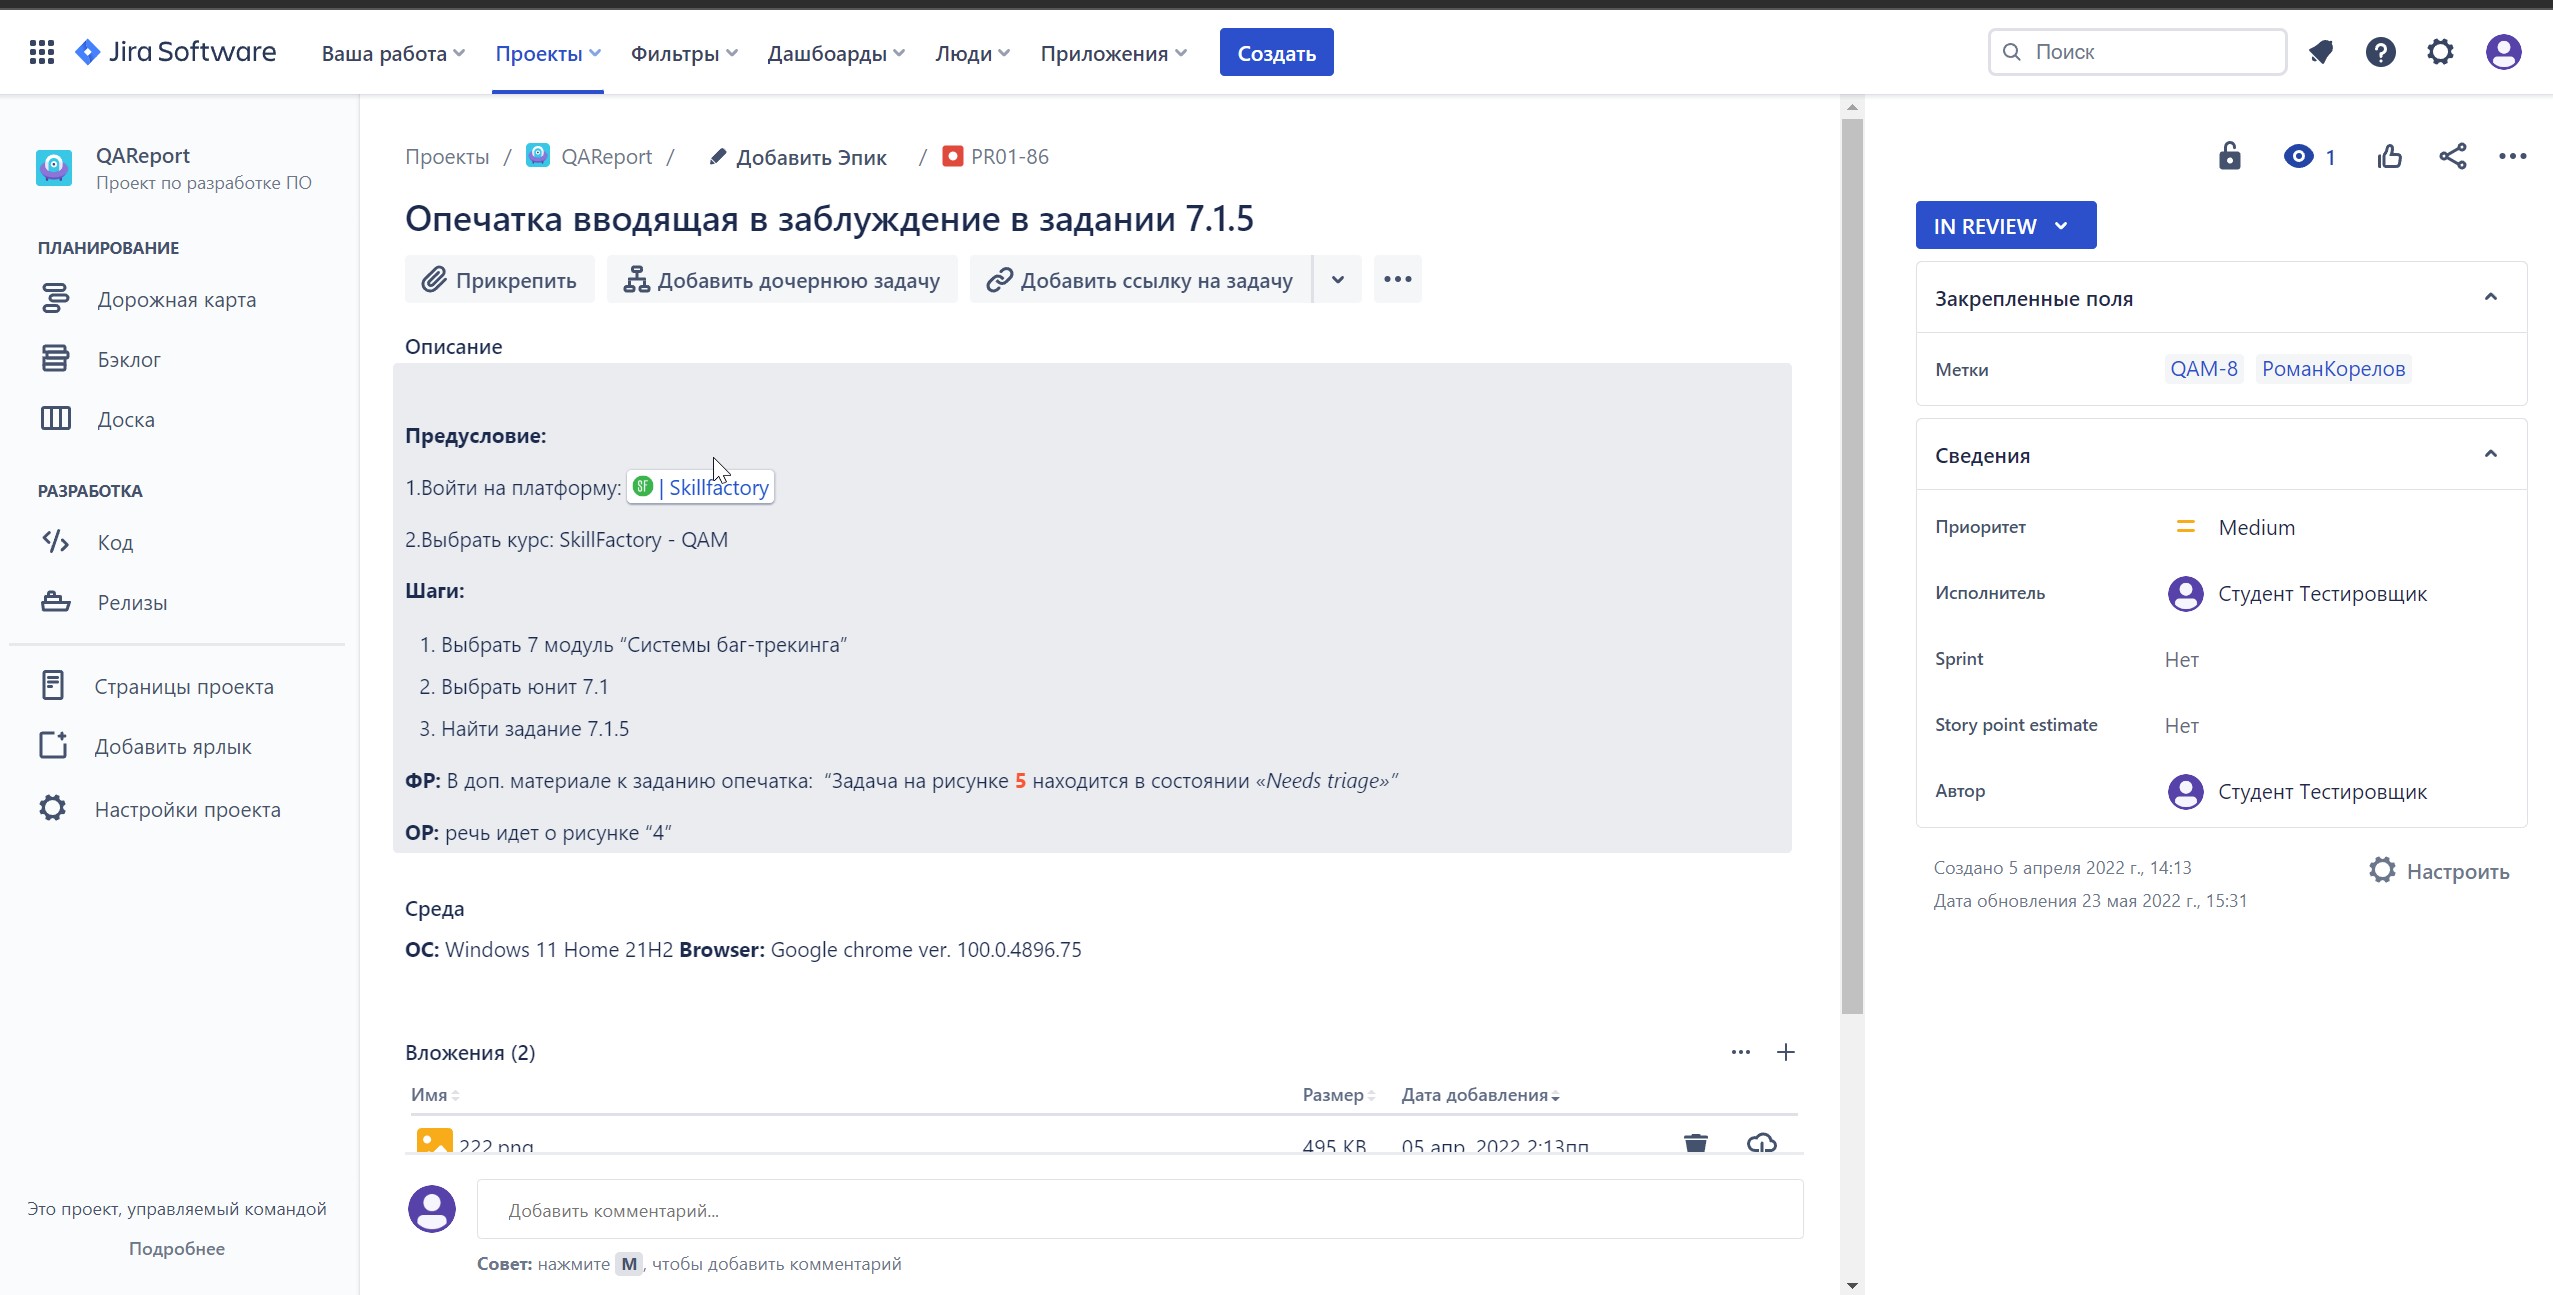 Jira Software
Ваша работа
Проекты
Фильтры
Дашборды
Люди
Приложения
Создать
Поиск
QAReport
Проект по разработке ПО
ПЛАНИРОВАНИЕ
Дорожная карта
Бэклог
Доска
РАЗРАБОТКА
Код
Релизы
Страницы проекта
Добавить ярлык
Настройки проекта
Это проект, управляемый командой
Подробнее
Проекты / QAReport / Добавить Эпик / PR01-86
Опечатка вводящая в заблуждение в задании 7.1.5
Прикрепить
Добавить дочернюю задачу
Добавить ссылку на задачу
Описание
Предусловие:
1.Войти на платформу: SF | Skillfactory
2.Выбрать курс: SkillFactory - QAM
Шаги:
1. Выбрать 7 модуль “Системы баг-трекинга”
2. Выбрать юнит 7.1
3. Найти задание 7.1.5
ФР: В доп. материале к заданию опечатка: “Задача на рисунке 5 находится в состоянии «Needs triage»”
ОР: речь идет о рисунке “4”
Среда
ОС: Windows 11 Home 21H2 Browser: Google chrome ver. 100.0.4896.75
Вложения (2)
Имя Размер Дата добавления
222.png 495 KB 05 апр. 2022 2:13пп
Добавить комментарий...
Совет: нажмите M, чтобы добавить комментарий
1
IN REVIEW
Закрепленные поля
Метки QAM-8 РоманКорелов
Сведения
Приоритет Medium
Исполнитель Студент Тестировщик
Sprint Нет
Story point estimate Нет
Автор Студент Тестировщик
Создано 5 апреля 2022 г., 14:13
Дата обновления 23 мая 2022 г., 15:31
Настроить